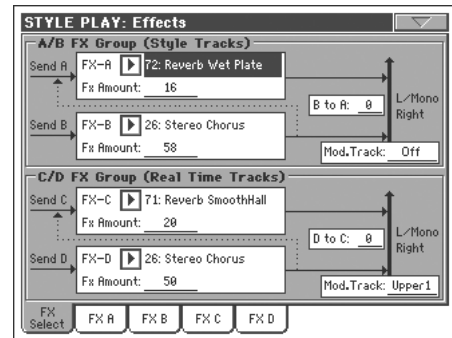 STYLE PLAY: Effects
A/B FX Group (Style Tracks)
Send A
FX-A 72: Reverb Wet Plate
Fx Amount: 16
B to A: 0
L/Mono
Right
Send B
FX-B 26: Stereo Chorus
Fx Amount: 58
Mod.Track: Off
C/D FX Group (Real Time Tracks)
Send C
FX-C 71: Reverb SmoothHall
Fx Amount: 20
D to C: 0
L/Mono
Right
Send D
FX-D 26: Stereo Chorus
Fx Amount: 50
Mod.Track: Upper1
FX
Select
FX A
FX B
FX C
FX D